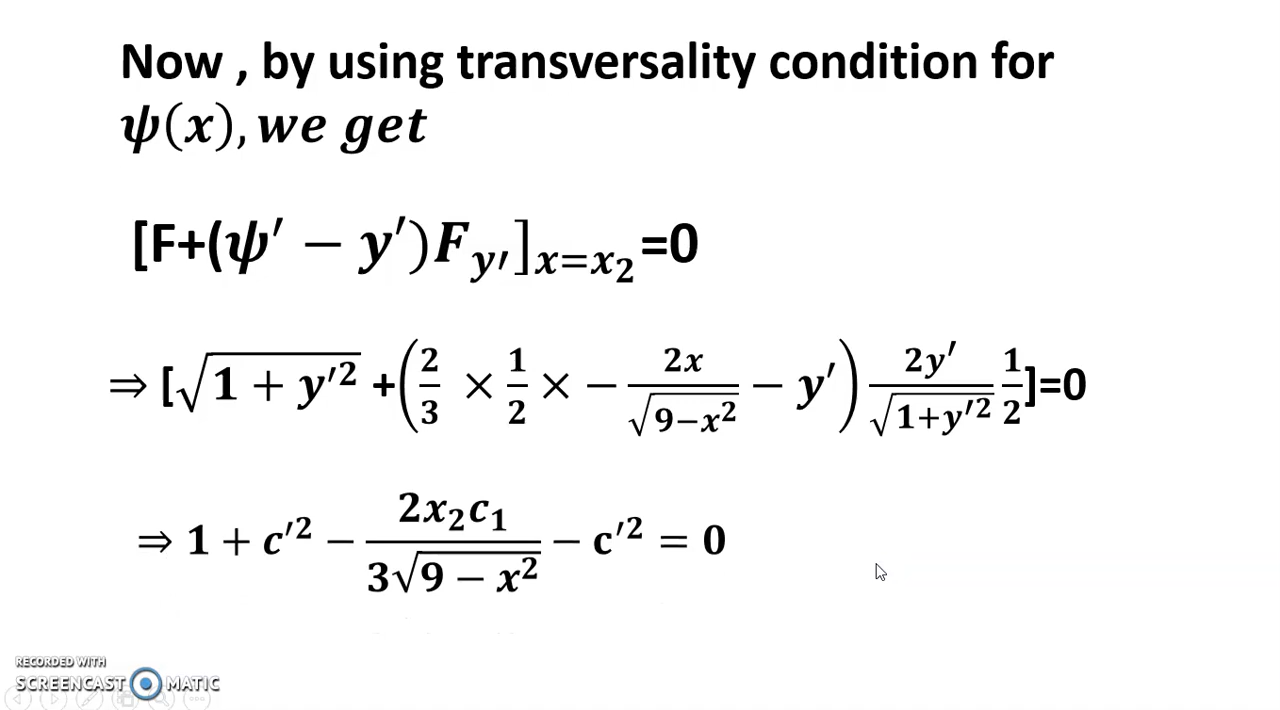 Now , by using transversality condition for
ψ(x), we get
[F+(ψ′ − y′)F_{y′}]_{x=x₂}=0
⇒ [√(1 + y′²) +(2/3 × 1/2 × − 2x/√(9−x²) − y′) 2y′/√(1+y′²) 1/2]=0
⇒ 1 + c′² − 2x₂c₁/(3√(9 − x²)) − c′² = 0
RECORDED WITH
SCREENCAST MATIC